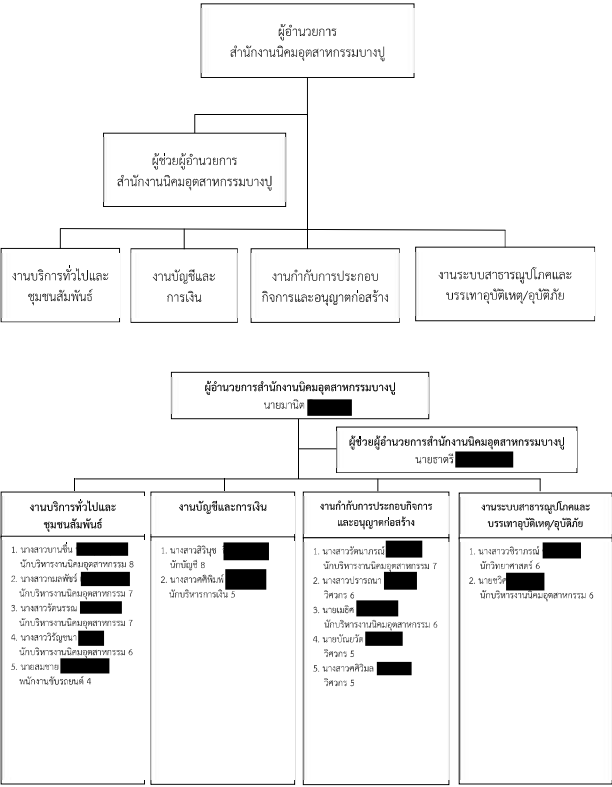 ผู้อำนวยการ
สำนักงานนิคมอุตสาหกรรมบางปู
ผู้ช่วยผู้อำนวยการ
สำนักงานนิคมอุตสาหกรรมบางปู
งานบริการทั่วไปและ
ชุมชนสัมพันธ์
งานบัญชีและ
การเงิน
งานกำกับการประกอบ
กิจการและอนุญาตก่อสร้าง
งานระบบสาธารณูปโภคและ
บรรเทาอุบัติเหตุ/อุบัติภัย
ผู้อำนวยการสำนักงานนิคมอุตสาหกรรมบางปู
นายมานิต
ผู้ช่วยผู้อำนวยการสำนักงานนิคมอุตสาหกรรมบางปู
นายธาตรี
งานบริการทั่วไปและ
ชุมชนสัมพันธ์
1. นางสาวบานชื่น
นักบริหารงานนิคมอุตสาหกรรม 8
2. นางสาวกมลพัชร์
นักบริหารงานนิคมอุตสาหกรรม 7
3. นางสาวรัตนรรณ
นักบริหารงานนิคมอุตสาหกรรม 7
4. นางสาววิรัญชนา
นักบริหารงานนิคมอุตสาหกรรม 6
5. นายสมชาย
พนักงานขับรถยนต์ 4
งานบัญชีและการเงิน
1. นางสาวสิรินุช
นักบัญชี 8
2. นางสาวศศิพิมพ์
นักบริหารการเงิน 5
งานกำกับการประกอบกิจการ
และอนุญาตก่อสร้าง
1. นางสาวรัตนาภรณ์
นักบริหารงานนิคมอุตสาหกรรม 7
2. นางสาวปรารถนา
วิศวกร 6
3. นายเมธิศ
นักบริหารงานนิคมอุตสาหกรรม 6
4. นายบัณยวัต
วิศวกร 5
5. นางสาวศศิวิมล
วิศวกร 5
งานระบบสาธารณูปโภคและ
บรรเทาอุบัติเหตุ/อุบัติภัย
1. นางสาววชิราภรณ์
นักวิทยาศาสตร์ 6
2. นายชวิศ
นักบริหารงานนิคมอุตสาหกรรม 6